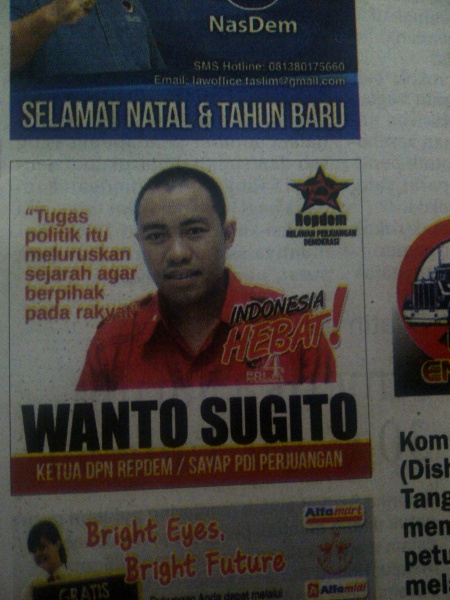 NasDem
SMS Hotline: 081380175660
Email: lawoffice.taslim@gmail.com
SELAMAT NATAL & TAHUN BARU
"Tugas
politik itu
meluruskan
sejarah agar
berpihak
pada rakyat"
Repdem
RELAWAN PERJUANGAN
DEMOKRASI
INDONESIA
HEBAT!
4
WANTO SUGITO
KETUA DPN REPDEM / SAYAP PDI PERJUANGAN
Bright Eyes,
Bright Future
GRATIS
Alfamart
Alfamidi
Kom
(Dish
Tang
men
petu
mela
EN